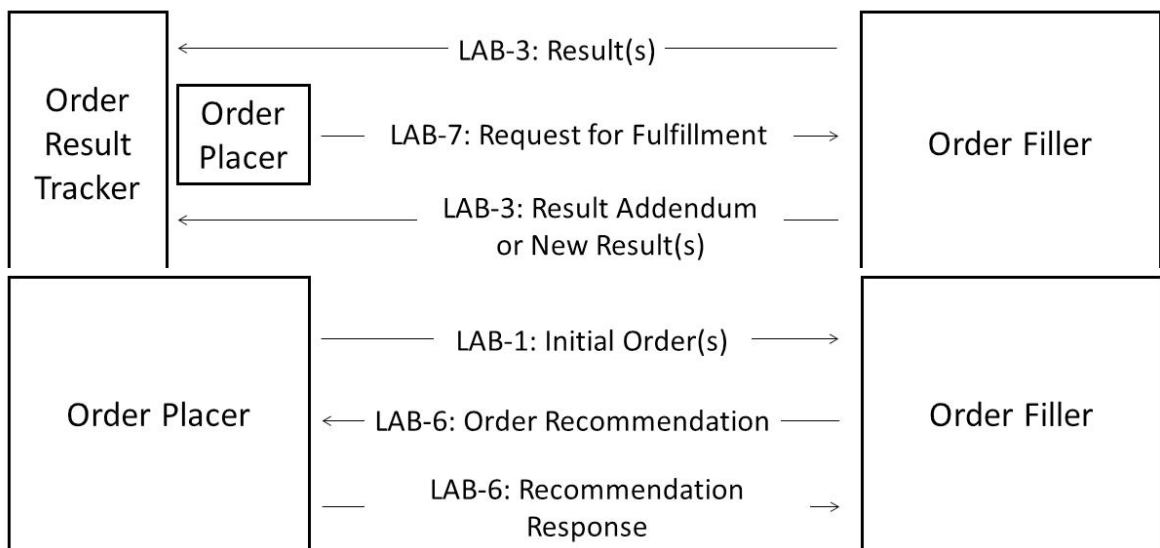 LAB-3: Result(s)
Order
Result
Tracker
Order
Placer
LAB-7: Request for Fulfillment
Order Filler
LAB-3: Result Addendum
or New Result(s)
LAB-1: Initial Order(s)
Order Placer
LAB-6: Order Recommendation
Order Filler
LAB-6: Recommendation
Response